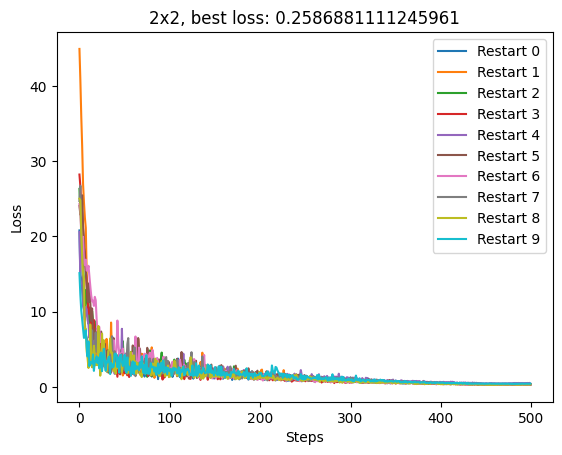 2x2, best loss: 0.2586881111245961
Loss
40
30
20
10
0
Restart 0
Restart 1
Restart 2
Restart 3
Restart 4
Restart 5
Restart 6
Restart 7
Restart 8
Restart 9
0 100 200 300 400 500
Steps